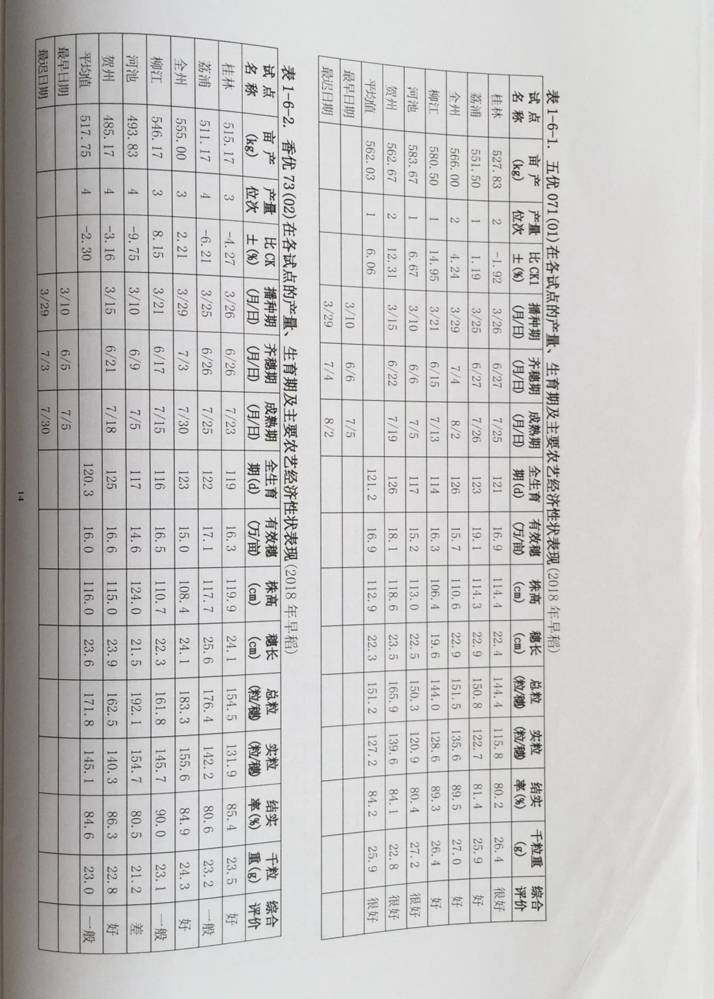 表 1-6-1. 五优 071(01)在各试点的产量、生育期及主要农艺经济性状表现(2018 年早稻)
试 点 名 称 亩 产 (kg) 产量 位次 比 CK1 士(%) 播种期 (月/日) 齐穗期 (月/日) 成熟期 (月/日) 全生育 期(d) 有效穗 (万/亩) 株高 (cm) 穗长 (cm) 总粒 (粒/穗) 实粒 (粒/穗) 结实 率(%) 千粒重 (g) 综合 评价
桂林 527.83 2 -1.92 3/26 6/27 7/25 121 16.9 114.4 22.4 144.4 115.8 80.2 26.4 很好
荔浦 551.50 1 1.19 3/25 6/27 7/26 123 19.1 114.3 22.9 150.8 122.7 81.4 25.9 好
全州 566.00 2 4.24 3/29 7/4 8/2 126 15.7 110.6 22.9 151.5 135.6 89.5 27.0 好
柳江 580.50 1 14.95 3/21 6/15 7/13 114 16.3 106.4 19.6 144.0 128.6 89.3 26.4 好
河池 583.67 1 6.67 3/10 6/6 7/5 117 15.2 113.0 22.5 150.3 120.9 80.4 27.2 很好
贺州 562.67 2 12.31 3/15 6/22 7/19 126 18.1 118.6 23.5 165.9 139.6 84.1 22.8 很好
平均值 562.03 1 6.06 121.2 16.9 112.9 22.3 151.2 127.2 84.2 25.9 很好
最早日期 3/10 6/6 7/5
最迟日期 3/29 7/4 8/2
表 1-6-2. 香优 73(02)在各试点的产量、生育期及主要农艺经济性状表现(2018 年早稻)
试 点 名 称 亩 产 (kg) 产量 位次 比 CK 士(%) 播种期 (月/日) 齐穗期 (月/日) 成熟期 (月/日) 全生育 期(d) 有效穗 (万/亩) 株高 (cm) 穗长 (cm) 总粒 (粒/穗) 实粒 (粒/穗) 结实 率(%) 千粒 重(g) 综合 评价
桂林 515.17 3 -4.27 3/26 6/26 7/23 119 16.3 119.9 24.1 154.5 131.9 85.4 23.5 好
荔浦 511.17 4 -6.21 3/25 6/26 7/25 122 17.1 117.7 25.6 176.4 142.2 80.6 23.2 一般
全州 555.00 3 2.21 3/29 7/3 7/30 123 15.0 108.4 24.1 183.3 155.6 84.9 24.3 好
柳江 546.17 3 8.15 3/21 6/17 7/15 116 16.5 110.7 22.3 161.8 145.7 90.0 23.1 一般
河池 493.83 4 -9.75 3/10 6/9 7/5 117 14.6 124.0 21.5 192.1 154.7 80.5 21.2 差
贺州 485.17 4 -3.16 3/15 6/21 7/18 125 16.6 115.0 23.9 162.5 140.3 86.3 22.8 好
平均值 517.75 4 -2.30 120.3 16.0 116.0 23.6 171.8 145.1 84.6 23.0 一般
最早日期 3/10 6/5 7/5
最迟日期 3/29 7/3 7/30
14